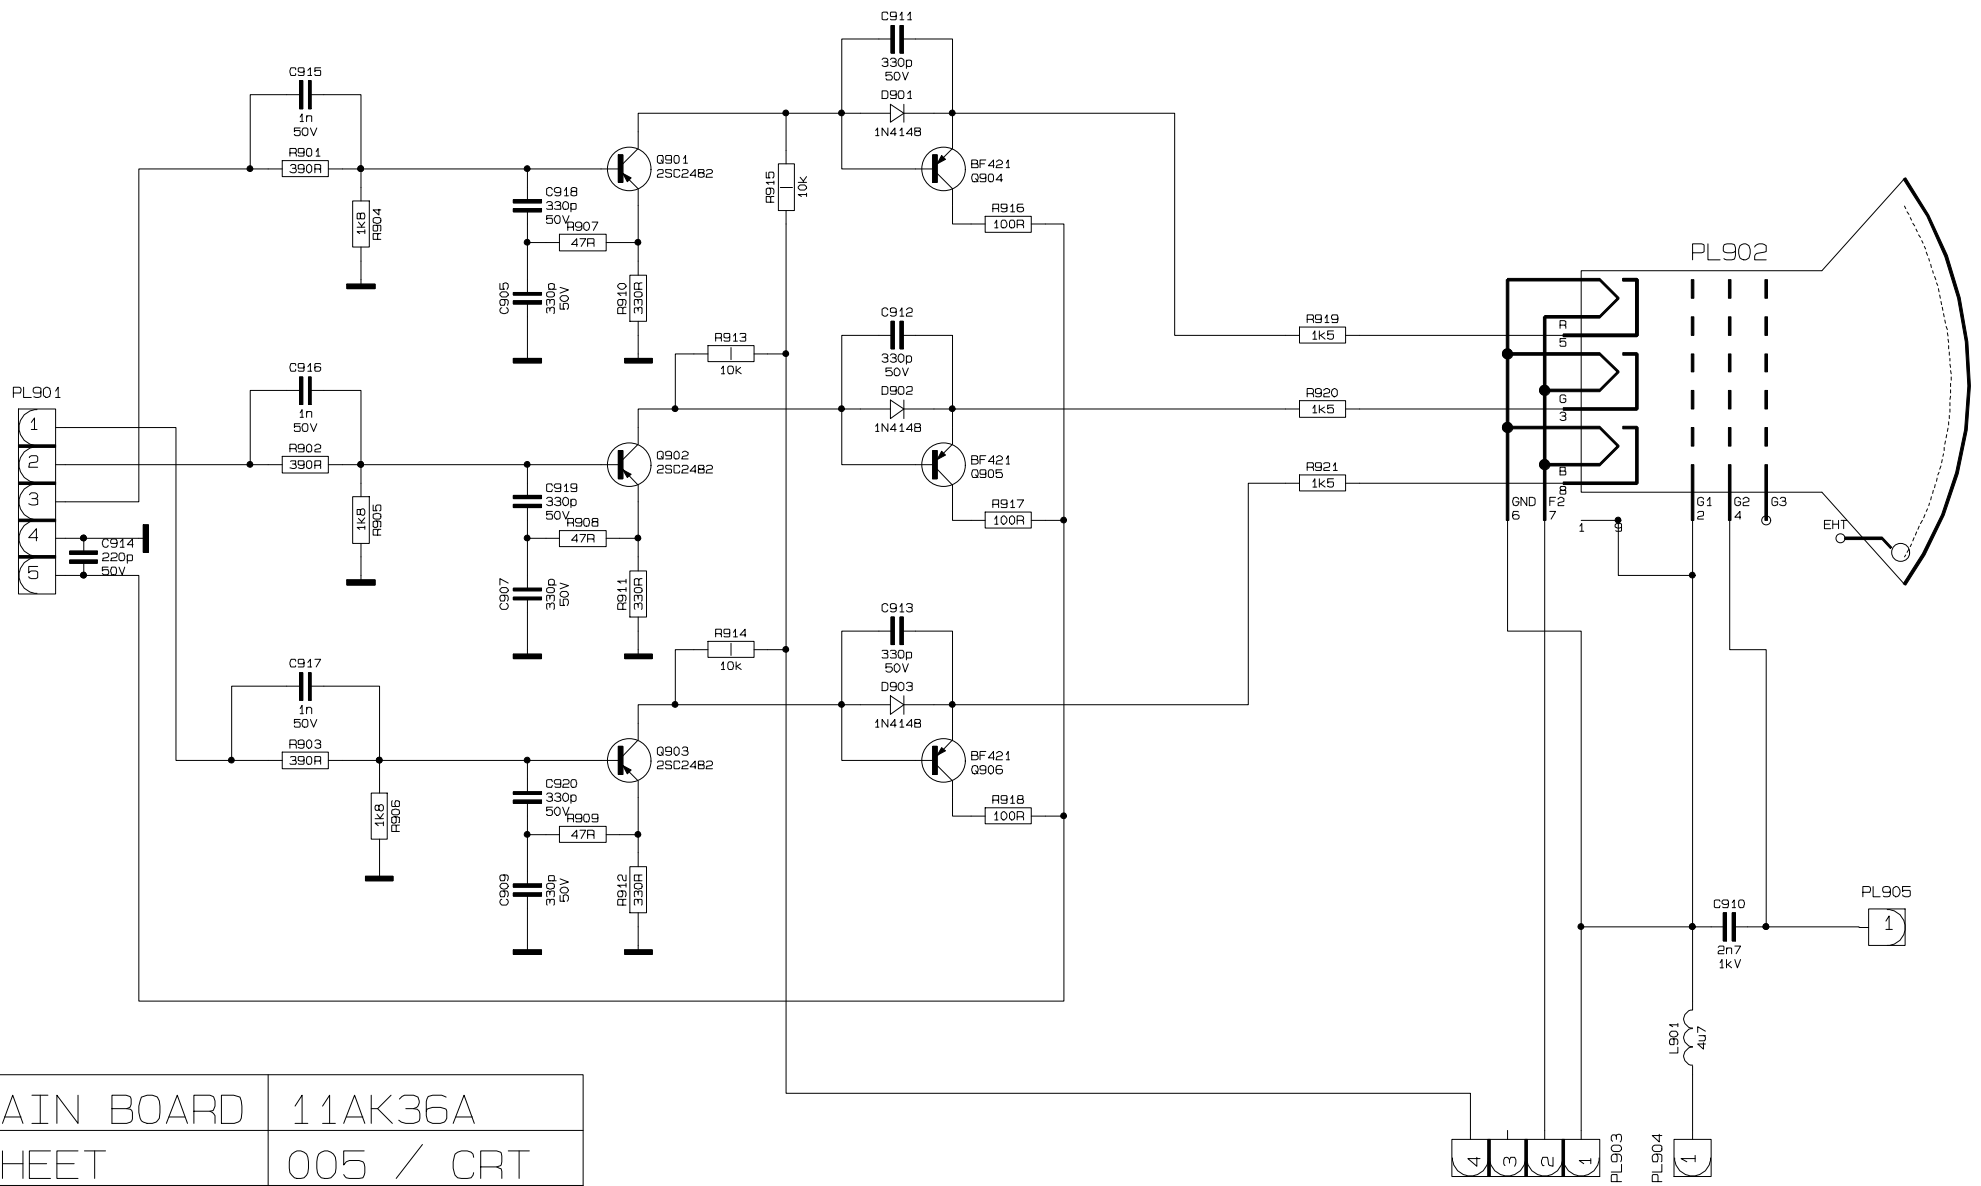 C911
330p
50V
D901
1N4148
C915
1n
50V
R901
390R
Q901
2SC2482
BF421
Q904
R915
10k
C918
330p
50V
R907
47R
1k8
R904
R916
100R
PL902
C905
330p
50V
R910
330R
C912
330p
50V
R913
10k
R919
1k5
R
5
C916
1n
50V
D902
1N4148
R920
1k5
G
3
PL901
1
2
3
4
5
R902
390R
Q902
2SC2482
BF421
Q905
R921
1k5
B
8
C919
330p
50V
R908
47R
1k8
R905
R917
100R
GND
6
F2
7
1
9
G1
2
G2
4
G3
EHT
C914
220p
50V
C907
330p
50V
R911
330R
C913
330p
50V
R914
10k
C917
1n
50V
D903
1N4148
R903
390R
Q903
2SC2482
BF421
Q906
C920
330p
50V
R909
47R
1k8
R906
R918
100R
C909
330p
50V
R912
330R
C910
2n7
1kV
PL905
1
L901
4u7
AIN BOARD 11AK36A
HEET 005 / CRT
4
3
2
1
PL903
PL904
1